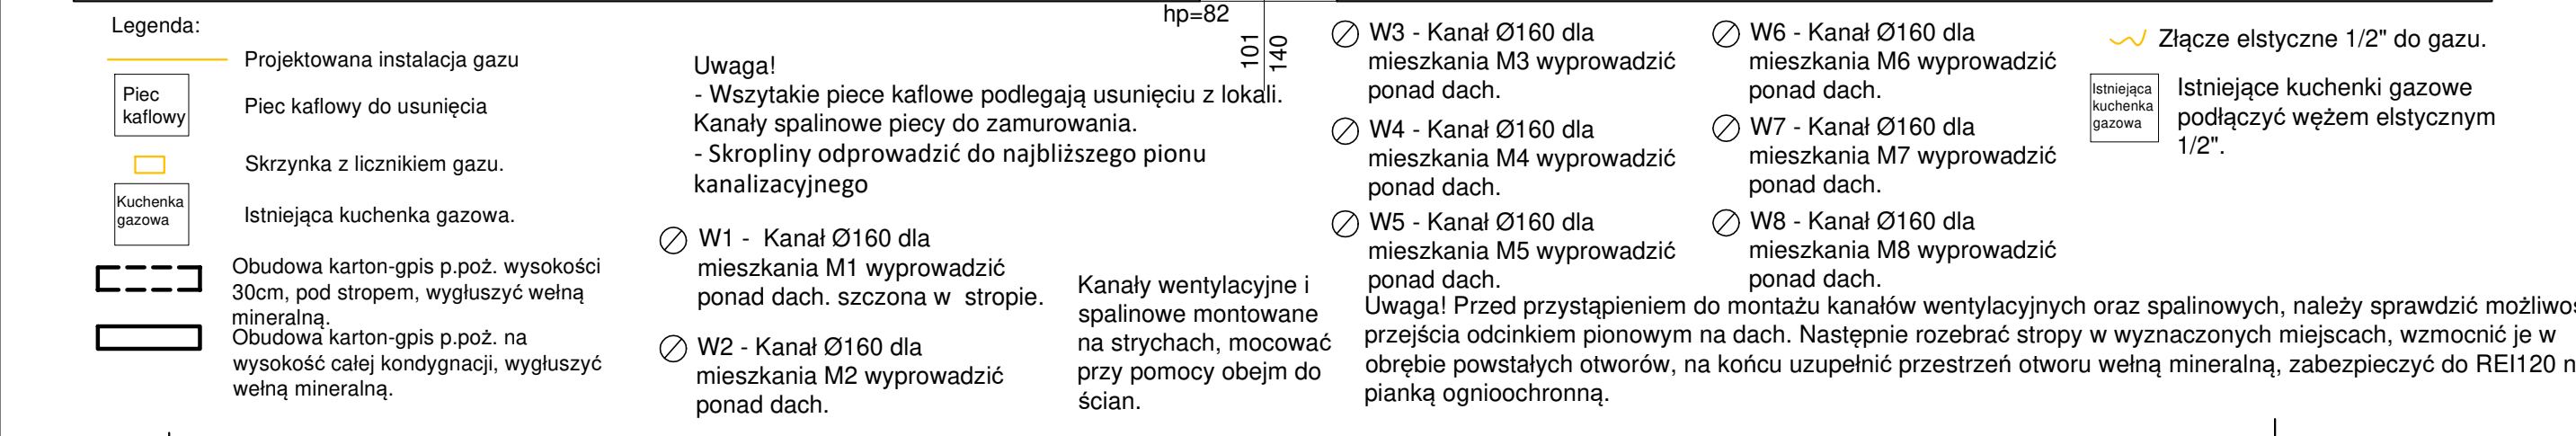 Legenda:
Projektowana instalacja gazu
Piec
kaflowy
Piec kaflowy do usunięcia
Skrzynka z licznikiem gazu.
Kuchenka
gazowa
Istniejąca kuchenka gazowa.
Obudowa karton-gpis p.poż. wysokości
30cm, pod stropem, wygłuszyć wełną
mineralną.
Obudowa karton-gpis p.poż. na
wysokość całej kondygnacji, wygłuszyć
wełną mineralną.
hp=82
101
140
Uwaga!
- Wszytakie piece kaflowe podlegają usunięciu z lokali.
Kanały spalinowe piecy do zamurowania.
- Skropliny odprowadzić do najbliższego pionu
kanalizacyjnego
W1 - Kanał Ø160 dla
mieszkania M1 wyprowadzić
ponad dach. szczona w stropie.
W2 - Kanał Ø160 dla
mieszkania M2 wyprowadzić
ponad dach.
Kanały wentylacyjne i
spalinowe montowane
na strychach, mocować
przy pomocy obejm do
ścian.
W3 - Kanał Ø160 dla
mieszkania M3 wyprowadzić
ponad dach.
W4 - Kanał Ø160 dla
mieszkania M4 wyprowadzić
ponad dach.
W5 - Kanał Ø160 dla
mieszkania M5 wyprowadzić
ponad dach.
W6 - Kanał Ø160 dla
mieszkania M6 wyprowadzić
ponad dach.
W7 - Kanał Ø160 dla
mieszkania M7 wyprowadzić
ponad dach.
W8 - Kanał Ø160 dla
mieszkania M8 wyprowadzić
ponad dach.
Złącze elstyczne 1/2" do gazu.
Istniejąca
kuchenka
gazowa
Istniejące kuchenki gazowe
podłączyć wężem elstycznym
1/2".
Uwaga! Przed przystąpieniem do montażu kanałów wentylacyjnych oraz spalinowych, należy sprawdzić
przejścia odcinkiem pionowym na dach. Następnie rozebrać stropy w wyznaczonych miejscach, wzmocnić je w
obrębie powstałych otworów, na końcu uzupełnić przestrzeń otworu wełną mineralną, zabezpieczyć do REI120
pianką ognioochronną.